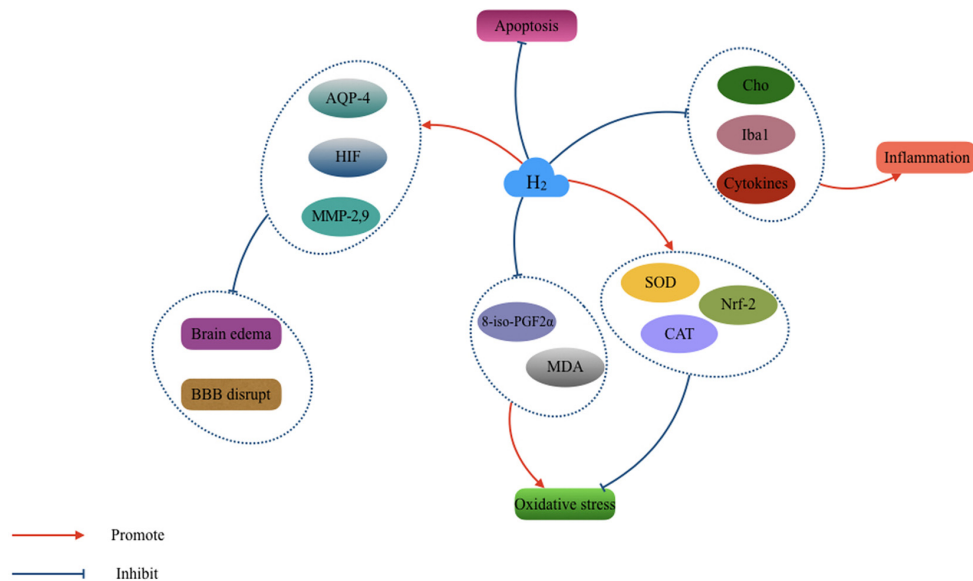 Apoptosis
AQP-4
HIF
MMP-2,9
Cho
Iba1
Cytokines
Inflammation
H₂
SOD
Nrf-2
CAT
8-iso-PGF2α
MDA
Brain edema
BBB disrupt
Oxidative stress
Promote
Inhibit